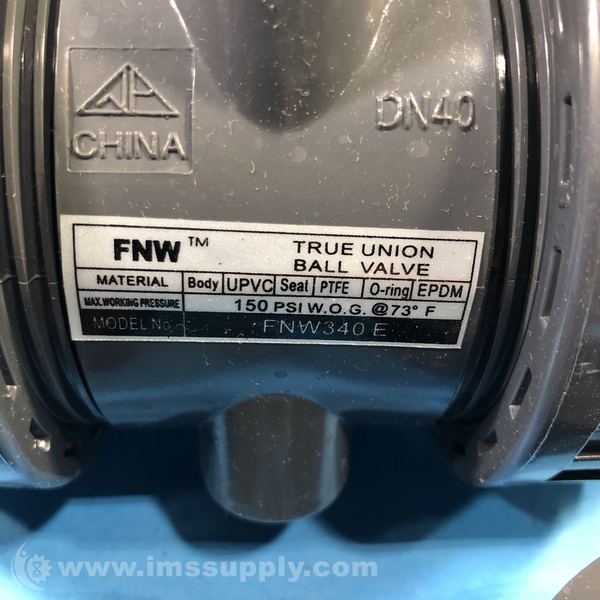 CHINA
DN40
FNW™ TRUE UNION
BALL VALVE
MATERIAL Body UPVC Seat PTFE O-ring EPDM
MAX.WORKING PRESSURE 150 PSI W.O.G. @73° F
MODEL No FNW340 E
www.imssupply.com